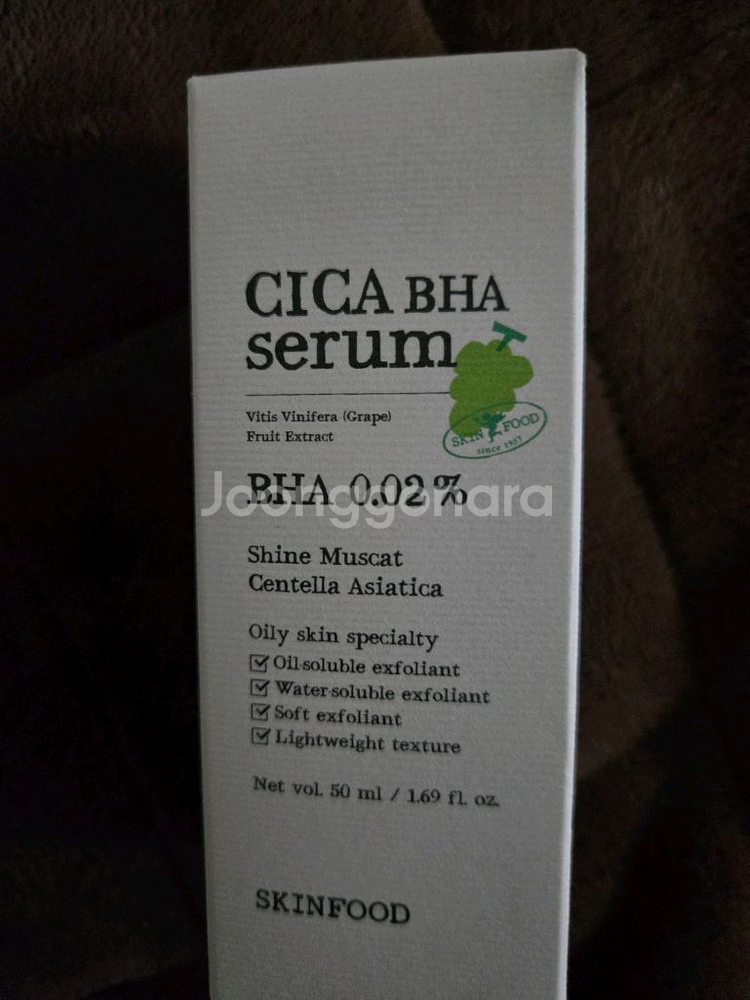 CICA BHA
serum
Vitis Vinifera (Grape)
Fruit Extract
SKIN FOOD
since 1957
BHA 0.02%
Joonggonara
Shine Muscat
Centella Asiatica
Oily skin specialty
Oil-soluble exfoliant
Water-soluble exfoliant
Soft exfoliant
Lightweight texture
Net vol. 50 ml / 1.69 fl. oz.
SKINFOOD